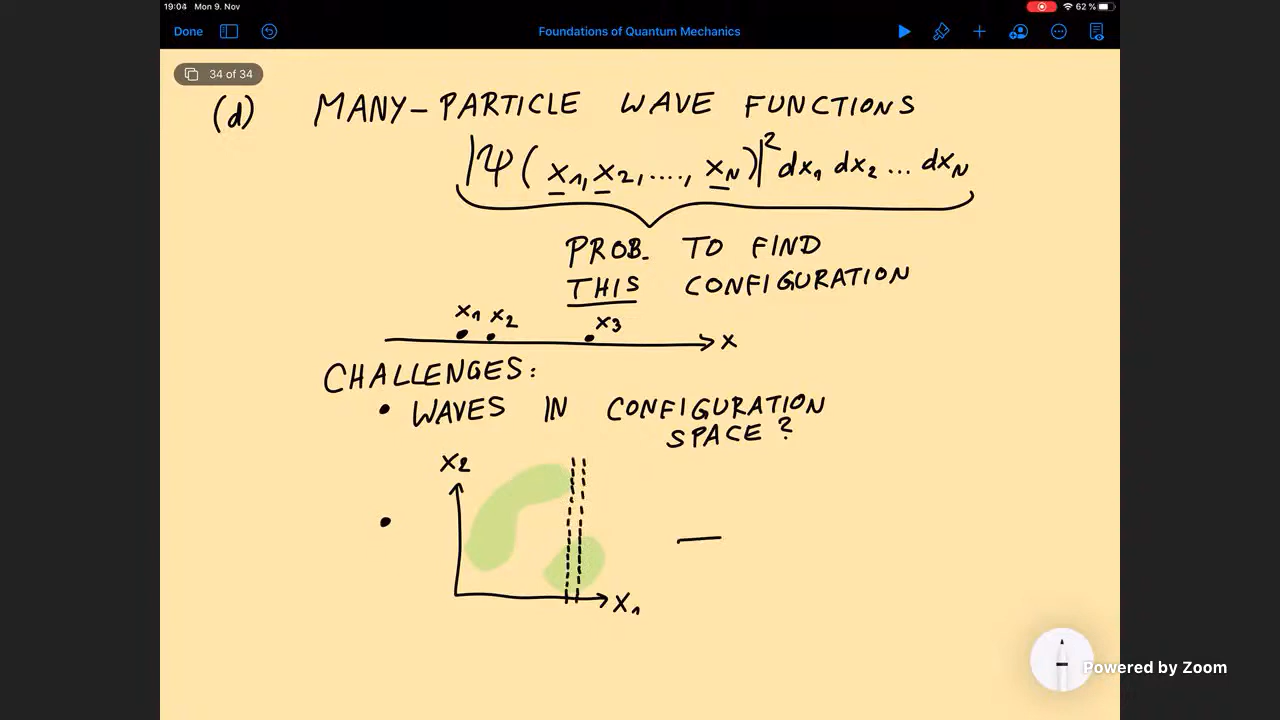 19:04 Mon 9. Nov
62 %
Done
Foundations of Quantum Mechanics
34 of 34
(d) MANY-PARTICLE WAVE FUNCTIONS
|Ψ(x₁, x₂, ...., x_N)|² dx₁ dx₂ ... dx_N
PROB. TO FIND
THIS CONFIGURATION
x₁ x₂ x₃
x
CHALLENGES:
• WAVES IN CONFIGURATION
SPACE?
x₂
•
x₁
Powered by Zoom